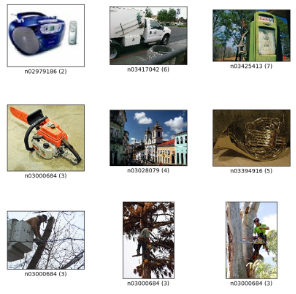 n02979186 (2)
n03417042 (6)
n03425413 (7)
n03000684 (3)
n03028079 (4)
n03394916 (5)
n03000684 (3)
n03000684 (3)
n03000684 (3)